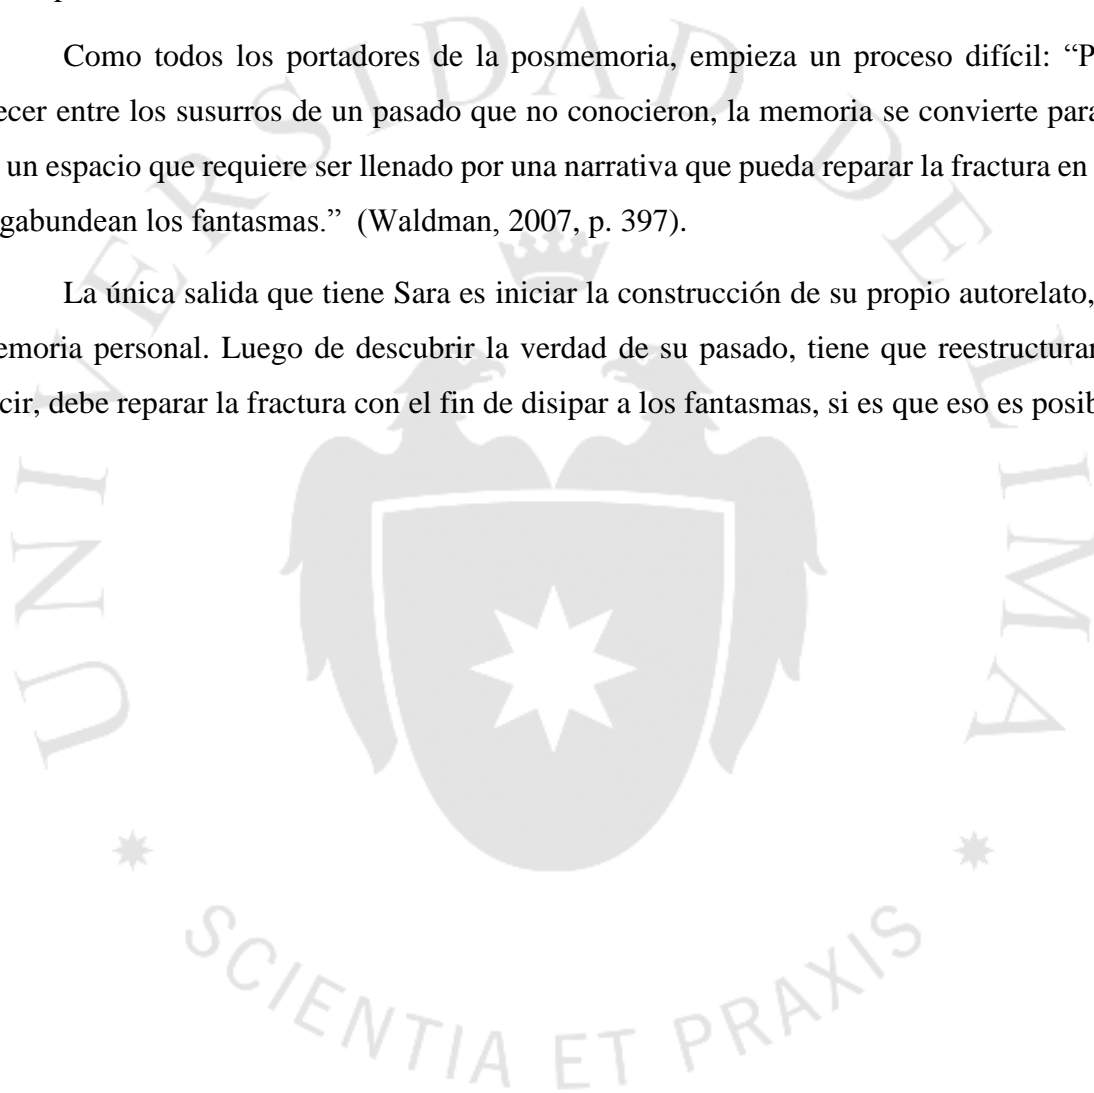 Como todos los portadores de la posmemoria, empieza un proceso difícil: “P
ecer entre los susurros de un pasado que no conocieron, la memoria se convierte para
un espacio que requiere ser llenado por una narrativa que pueda reparar la fractura en
gabundean los fantasmas.”  (Waldman, 2007, p. 397).
La única salida que tiene Sara es iniciar la construcción de su propio autorelato,
emoria personal. Luego de descubrir la verdad de su pasado, tiene que reestructurar
cir, debe reparar la fractura con el fin de disipar a los fantasmas, si es que eso es posib
UNIVERSIDAD DE LIMA
SCIENTIA ET PRAXIS